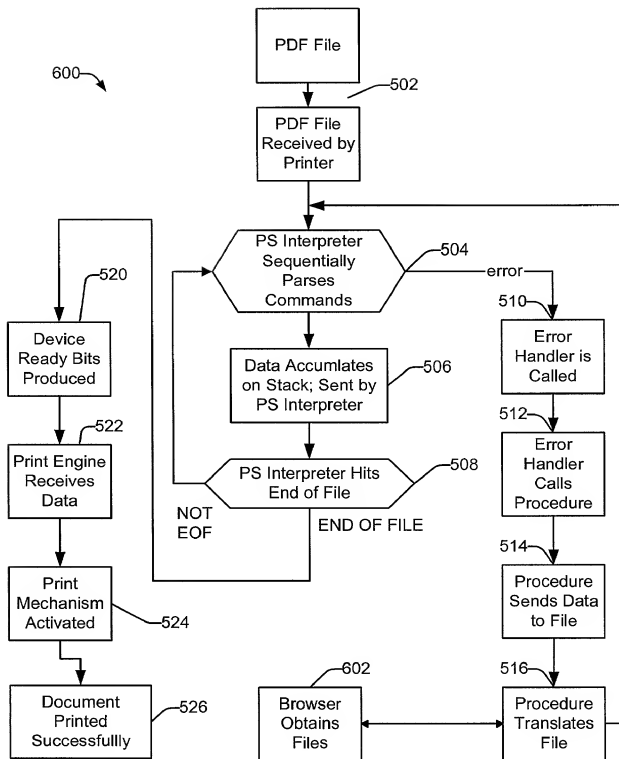 PDF File
600
502
PDF File
Received by
Printer
PS Interpreter
Sequentially
Parses
Commands
504
error
520
Device
Ready Bits
Produced
Data Accumlates
on Stack; Sent by
PS Interpreter
506
510
Error
Handler is
Called
522
Print Engine
Receives
Data
PS Interpreter Hits
End of File
508
NOT
EOF
END OF FILE
512
Error
Handler
Calls
Procedure
514
Procedure
Sends Data
to File
Print
Mechanism
Activated
524
Document
Printed
Successfullly
526
602
Browser
Obtains
Files
516
Procedure
Translates
File